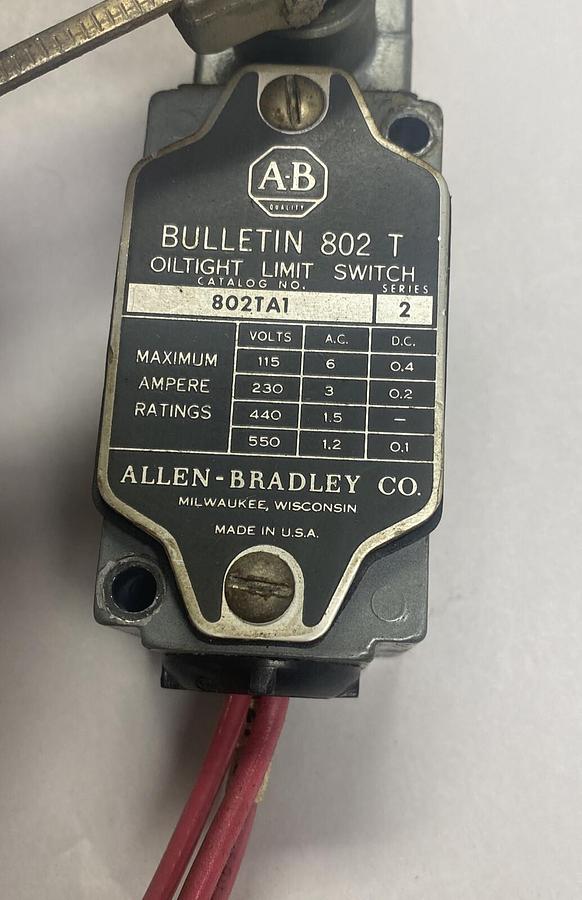 A-B
QUALITY
BULLETIN 802 T
OILTIGHT LIMIT SWITCH
CATALOG NO. SERIES
802TA1 2
VOLTS A.C. D.C.
MAXIMUM 115 6 0.4
AMPERE 230 3 0.2
RATINGS 440 1.5 —
550 1.2 0.1
ALLEN-BRADLEY CO.
MILWAUKEE, WISCONSIN
MADE IN U.S.A.